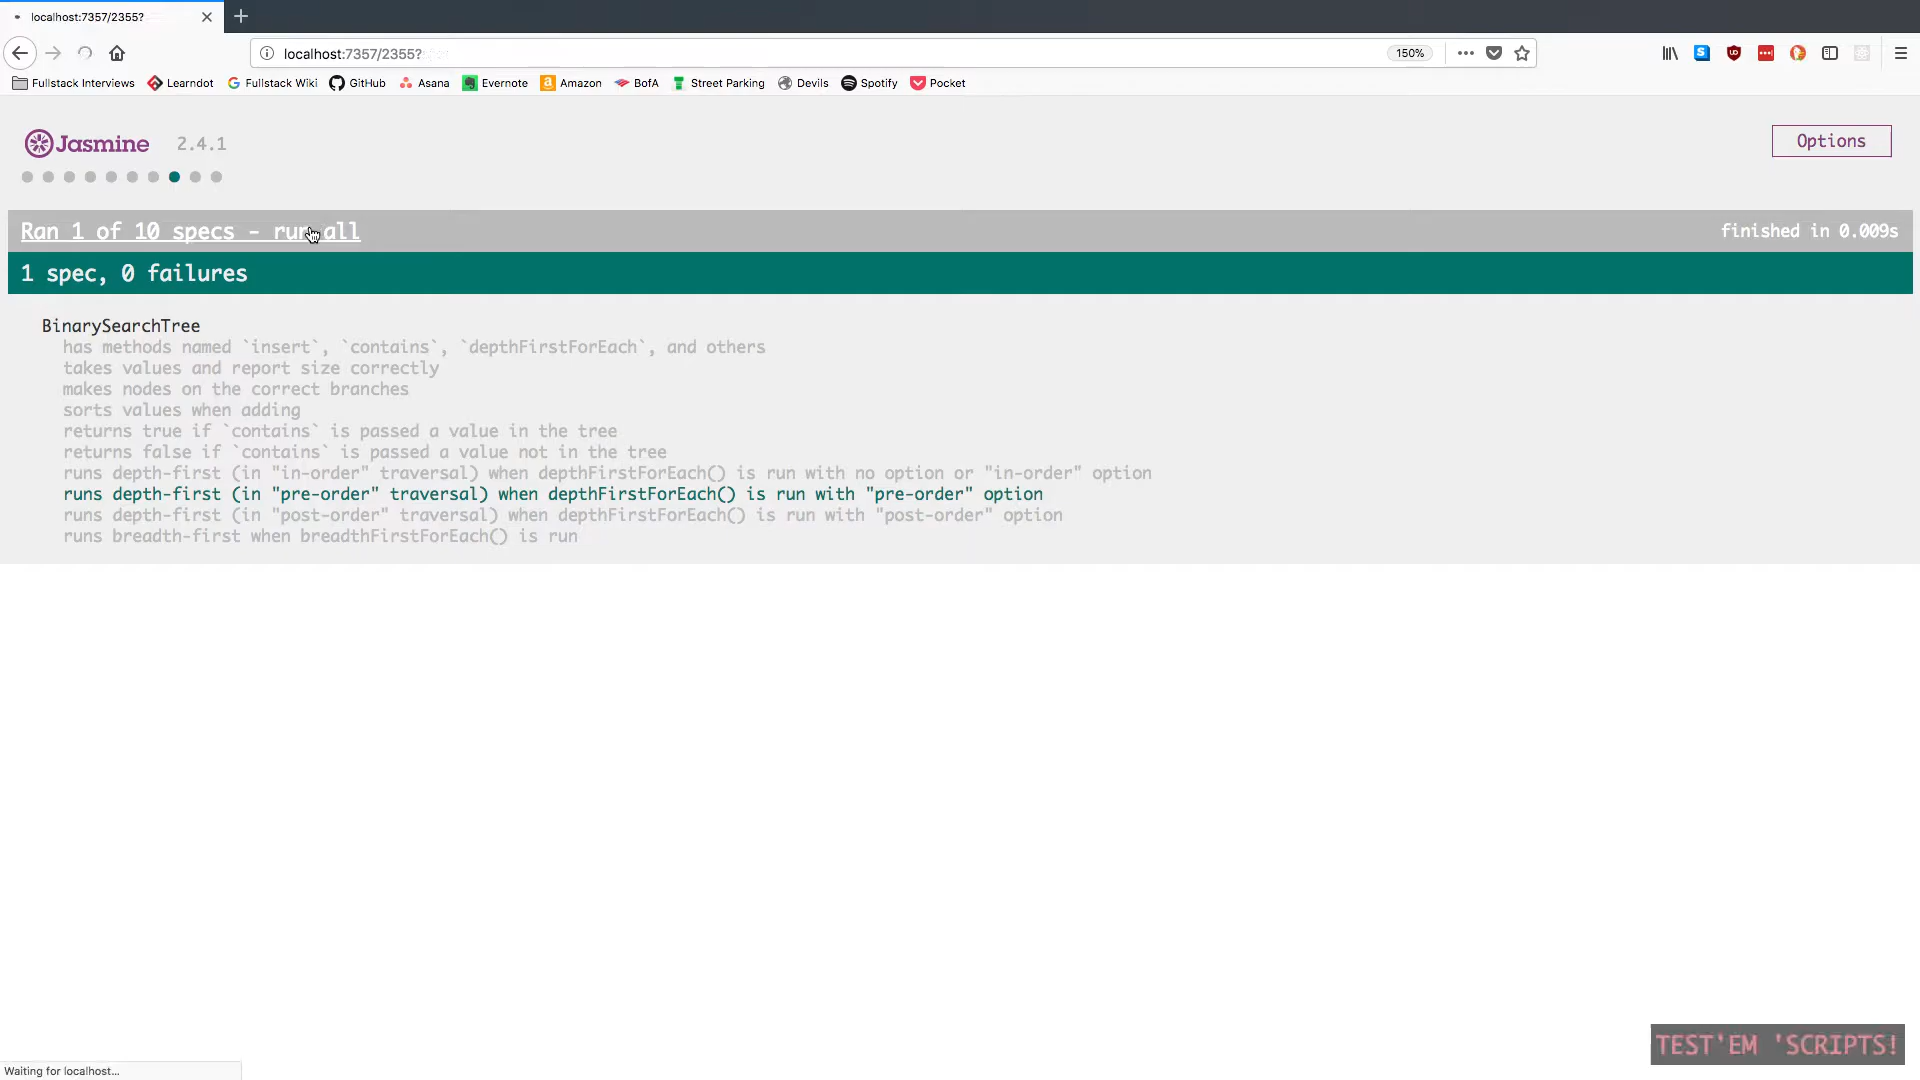 localhost:7357/2355?
localhost:7357/2355?
150%
Fullstack Interviews
Learndot
Fullstack Wiki
GitHub
Asana
Evernote
Amazon
BofA
Street Parking
Devils
Spotify
Pocket
Jasmine 2.4.1
Options
Ran 1 of 10 specs - run all
finished in 0.009s
1 spec, 0 failures
BinarySearchTree
has methods named `insert`, `contains`, `depthFirstForEach`, and others
takes values and report size correctly
makes nodes on the correct branches
sorts values when adding
returns true if `contains` is passed a value in the tree
returns false if `contains` is passed a value not in the tree
runs depth-first (in "in-order" traversal) when depthFirstForEach() is run with no option or "in-order" option
runs depth-first (in "pre-order" traversal) when depthFirstForEach() is run with "pre-order" option
runs depth-first (in "post-order" traversal) when depthFirstForEach() is run with "post-order" option
runs breadth-first when breadthFirstForEach() is run
TEST'EM 'SCRIPTS!
Waiting for localhost...